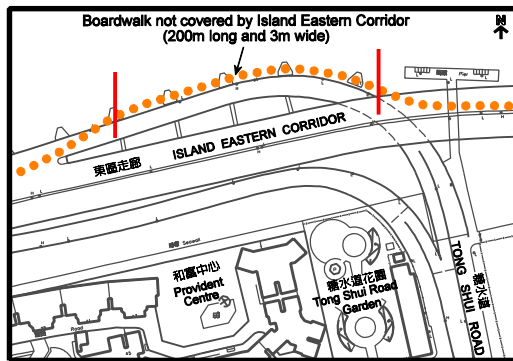 Boardwalk not covered by Island Eastern Corridor
(200m long and 3m wide)
N
Pier
ISLAND EASTERN CORRIDOR
東區走廊
Seawall
和富中心
Provident
Centre
糖水道花園
Tong Shui Road
Garden
糖水道
TONG SHUI ROAD
Road
45